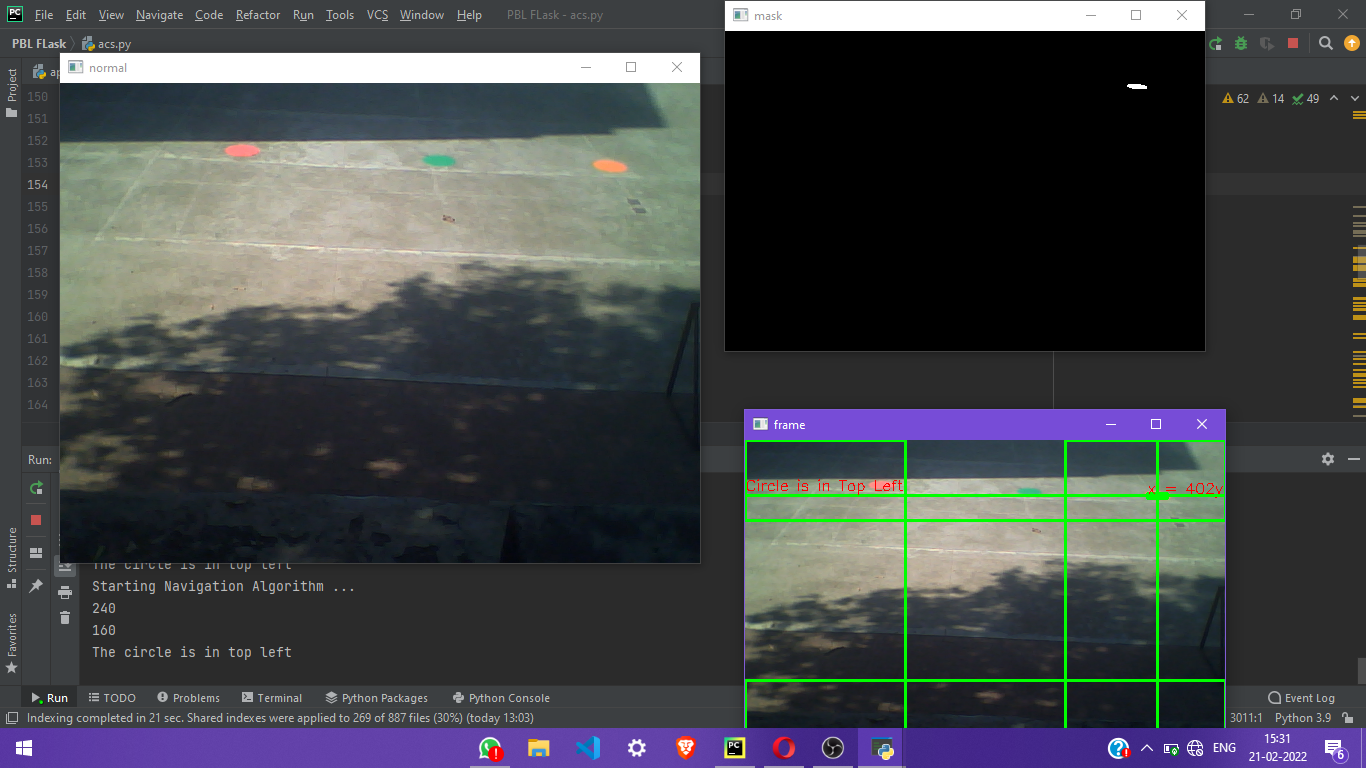 File Edit View Navigate Code Refactor Run Tools VCS Window Help PBL FLask - acs.py
PBL FLask acs.py
normal
mask
62 14 49
150
151
152
153
154
155
156
157
158
159
160
161
162
163
164
Project
Structure
Favorites
frame
Circle is in Top Left
x = 402y
Run:
The circle is in top left
Starting Navigation Algorithm ...
240
160
The circle is in top left
Run TODO Problems Terminal Python Packages Python Console Event Log
Indexing completed in 21 sec. Shared indexes were applied to 269 of 887 files (30%) (today 13:03) 3011:1 Python 3.9
ENG
15:31
21-02-2022
6